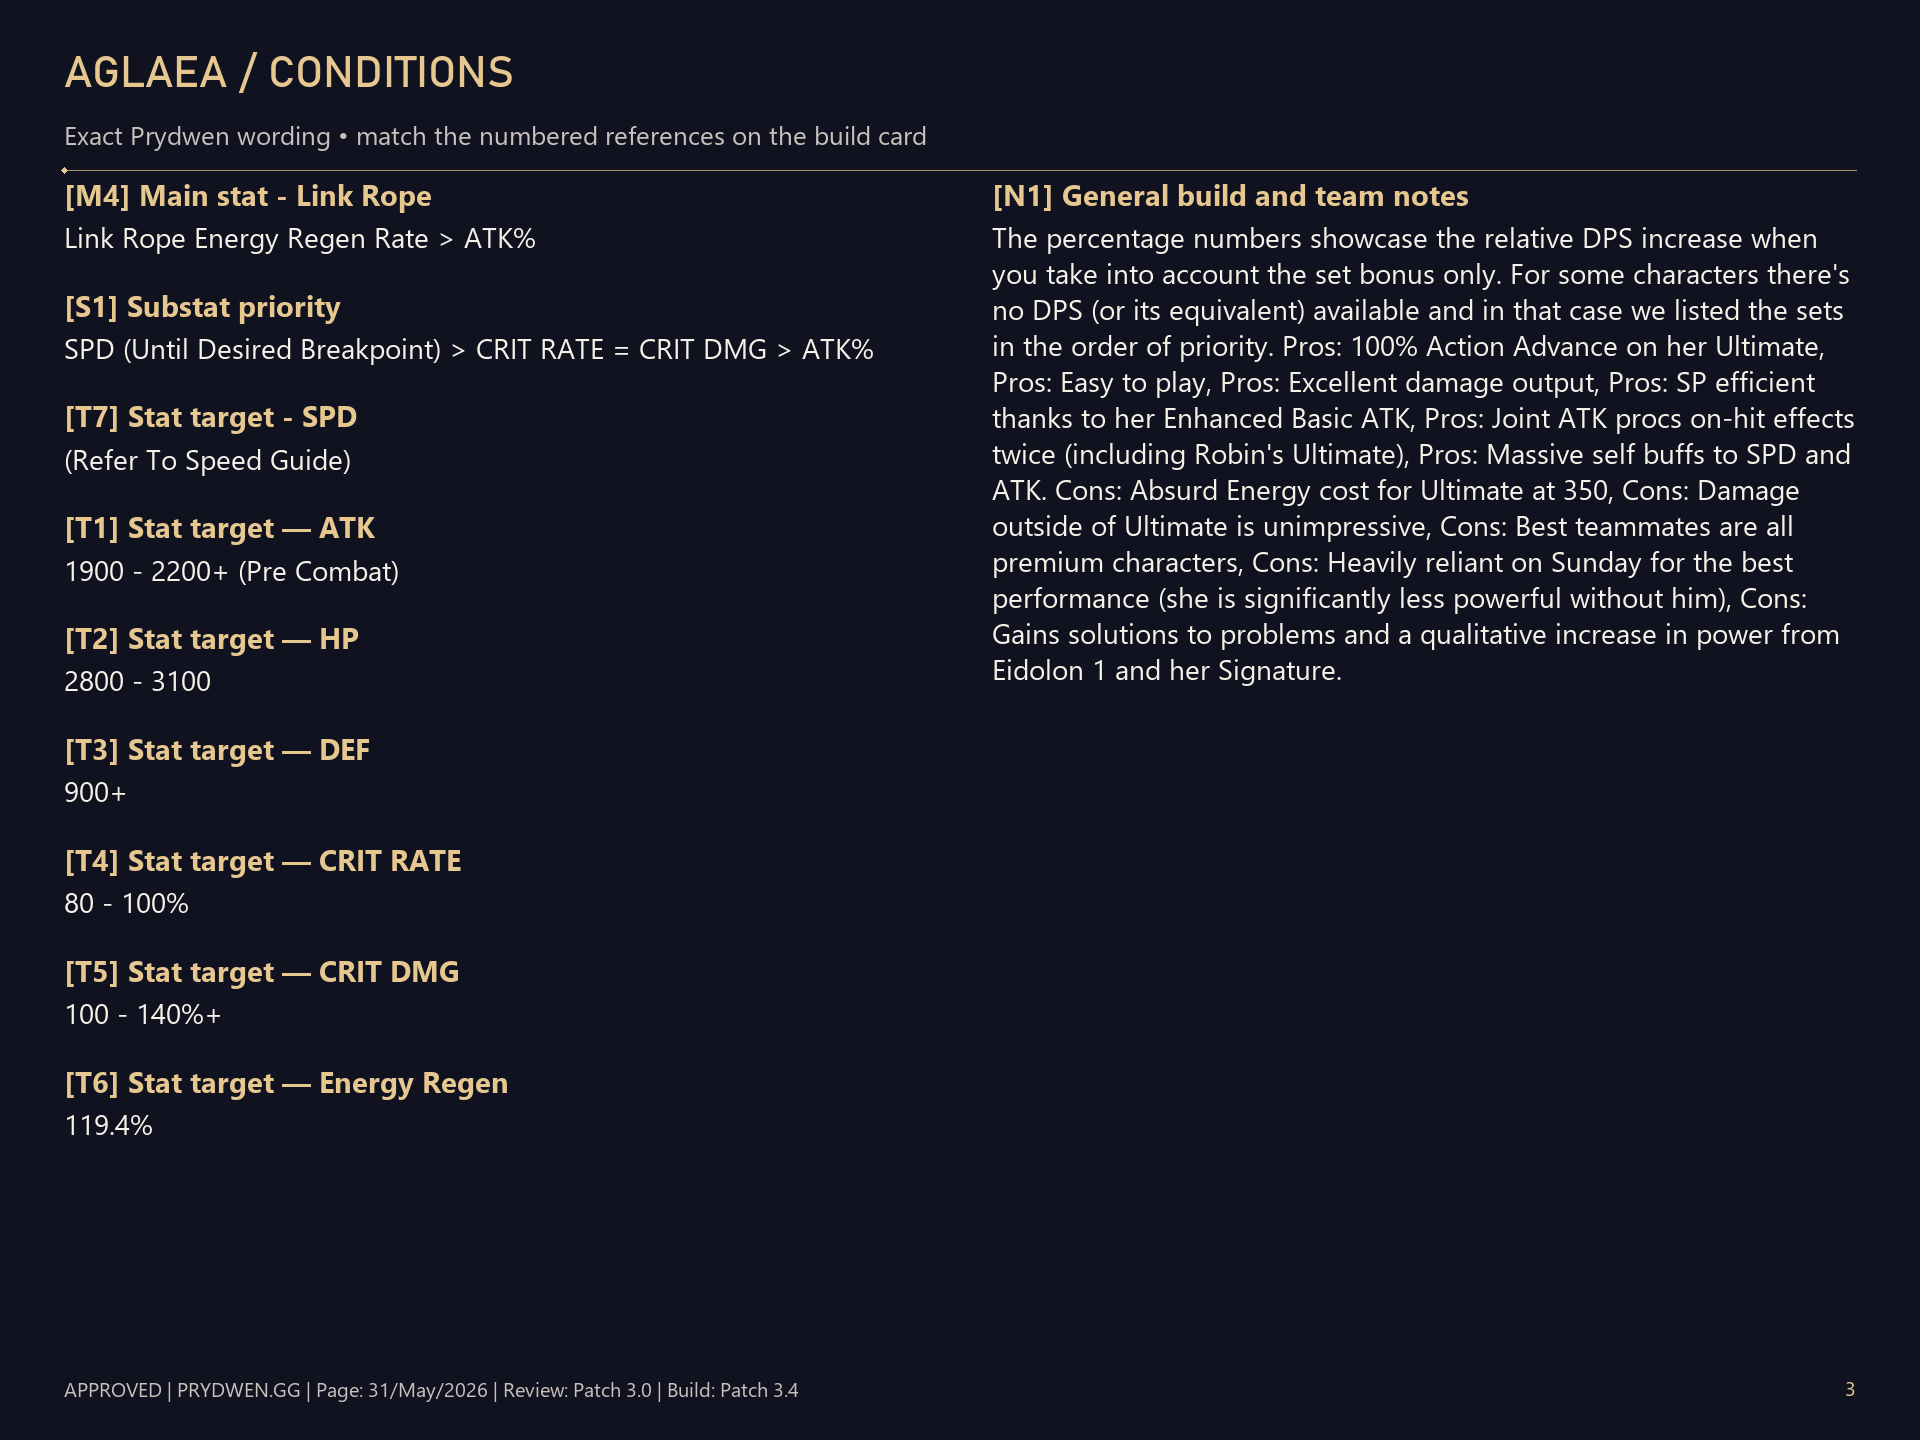 AGLAEA / CONDITIONS
Exact Prydwen wording • match the numbered references on the build card
[M4] Main stat - Link Rope
Link Rope Energy Regen Rate > ATK%
[S1] Substat priority
SPD (Until Desired Breakpoint) > CRIT RATE = CRIT DMG > ATK%
[T7] Stat target - SPD
(Refer To Speed Guide)
[T1] Stat target — ATK
1900 - 2200+ (Pre Combat)
[T2] Stat target — HP
2800 - 3100
[T3] Stat target — DEF
900+
[T4] Stat target — CRIT RATE
80 - 100%
[T5] Stat target — CRIT DMG
100 - 140%+
[T6] Stat target — Energy Regen
119.4%
[N1] General build and team notes
The percentage numbers showcase the relative DPS increase when
you take into account the set bonus only. For some characters there's
no DPS (or its equivalent) available and in that case we listed the sets
in the order of priority. Pros: 100% Action Advance on her Ultimate,
Pros: Easy to play, Pros: Excellent damage output, Pros: SP efficient
thanks to her Enhanced Basic ATK, Pros: Joint ATK procs on-hit effects
twice (including Robin's Ultimate), Pros: Massive self buffs to SPD and
ATK. Cons: Absurd Energy cost for Ultimate at 350, Cons: Damage
outside of Ultimate is unimpressive, Cons: Best teammates are all
premium characters, Cons: Heavily reliant on Sunday for the best
performance (she is significantly less powerful without him), Cons:
Gains solutions to problems and a qualitative increase in power from
Eidolon 1 and her Signature.
APPROVED | PRYDWEN.GG | Page: 31/May/2026 | Review: Patch 3.0 | Build: Patch 3.4
3